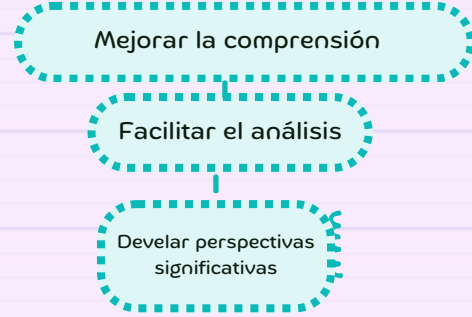 Mejorar la comprensión
Facilitar el análisis
Develar perspectivas
significativas